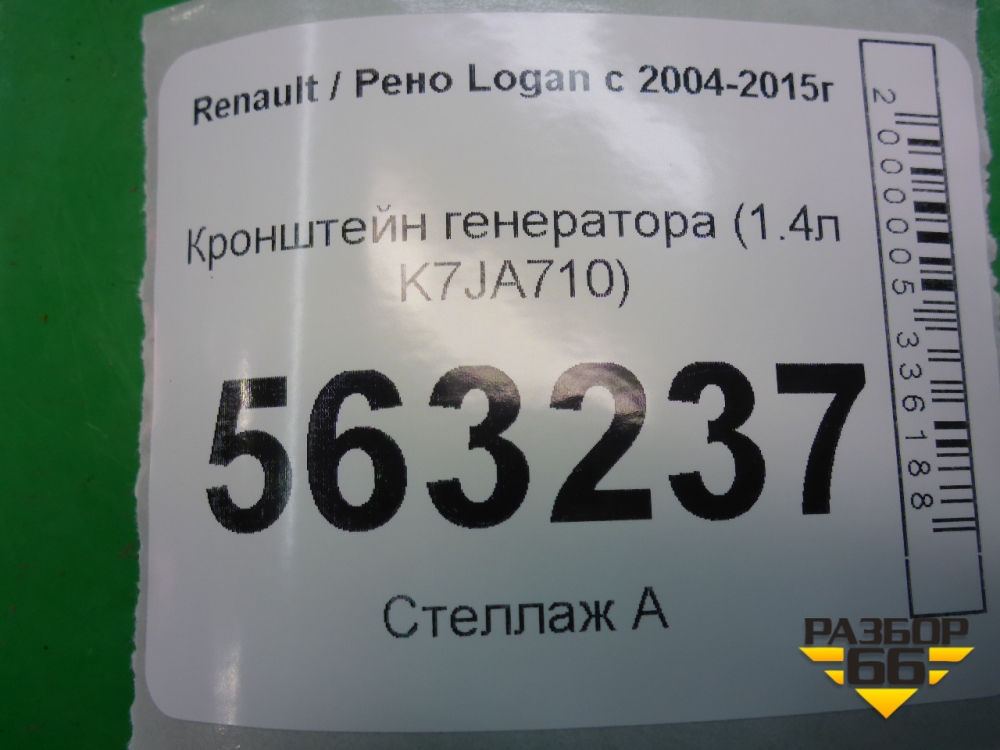 Renault / Рено Logan с 2004-2015г
Кронштейн генератора (1.4л
K7JA710)
563237
Стеллаж А
2000005336188
РАЗБОР
66